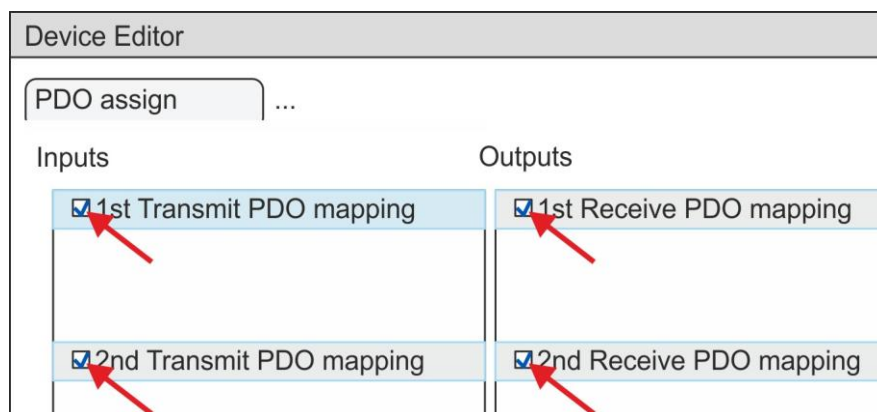 Device Editor
PDO assign ...
Inputs Outputs
1st Transmit PDO mapping 1st Receive PDO mapping
2nd Transmit PDO mapping 2nd Receive PDO mapping